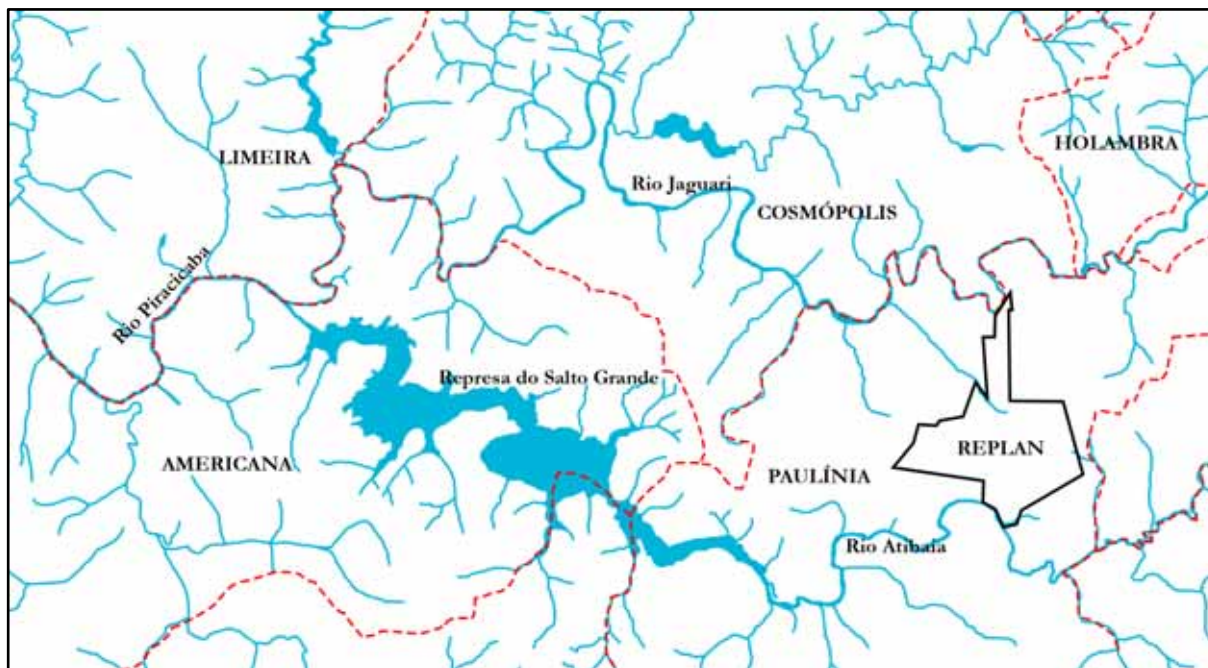 HOLAMBRA
LIMEIRA
Rio Jaguari
COSMÓPOLIS
Rio Piracicaba
Represa do Salto Grande
REPLAN
AMERICANA
PAULÍNIA
Rio Atibaia